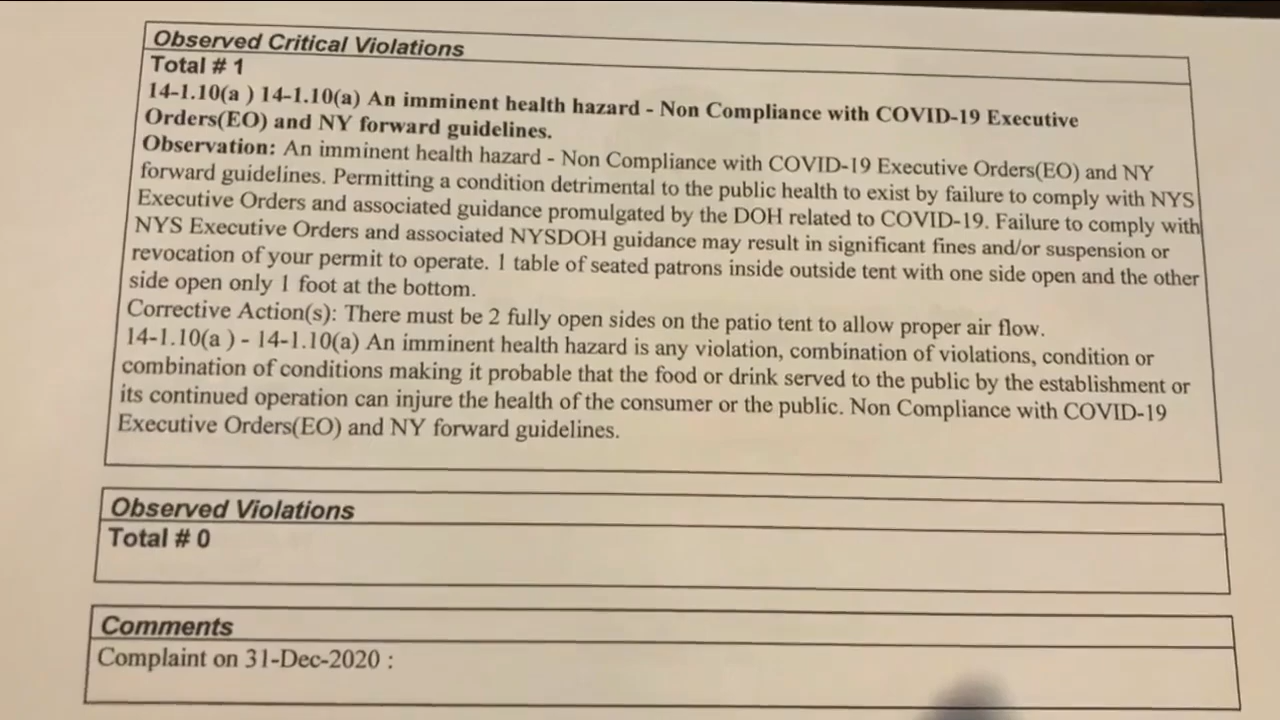 Observed Critical Violations
Total # 1
14-1.10(a ) 14-1.10(a) An imminent health hazard - Non Compliance with COVID-19 Executive
Orders(EO) and NY forward guidelines.
Observation: An imminent health hazard - Non Compliance with COVID-19 Executive Orders(EO) and NY
forward guidelines. Permitting a condition detrimental to the public health to exist by failure to comply with NYS
Executive Orders and associated guidance promulgated by the DOH related to COVID-19. Failure to comply with
NYS Executive Orders and associated NYSDOH guidance may result in significant fines and/or suspension or
revocation of your permit to operate. 1 table of seated patrons inside outside tent with one side open and the other
side open only 1 foot at the bottom.
Corrective Action(s): There must be 2 fully open sides on the patio tent to allow proper air flow.
14-1.10(a ) - 14-1.10(a) An imminent health hazard is any violation, combination of violations, condition or
combination of conditions making it probable that the food or drink served to the public by the establishment or
its continued operation can injure the health of the consumer or the public. Non Compliance with COVID-19
Executive Orders(EO) and NY forward guidelines.
Observed Violations
Total # 0
Comments
Complaint on 31-Dec-2020 :